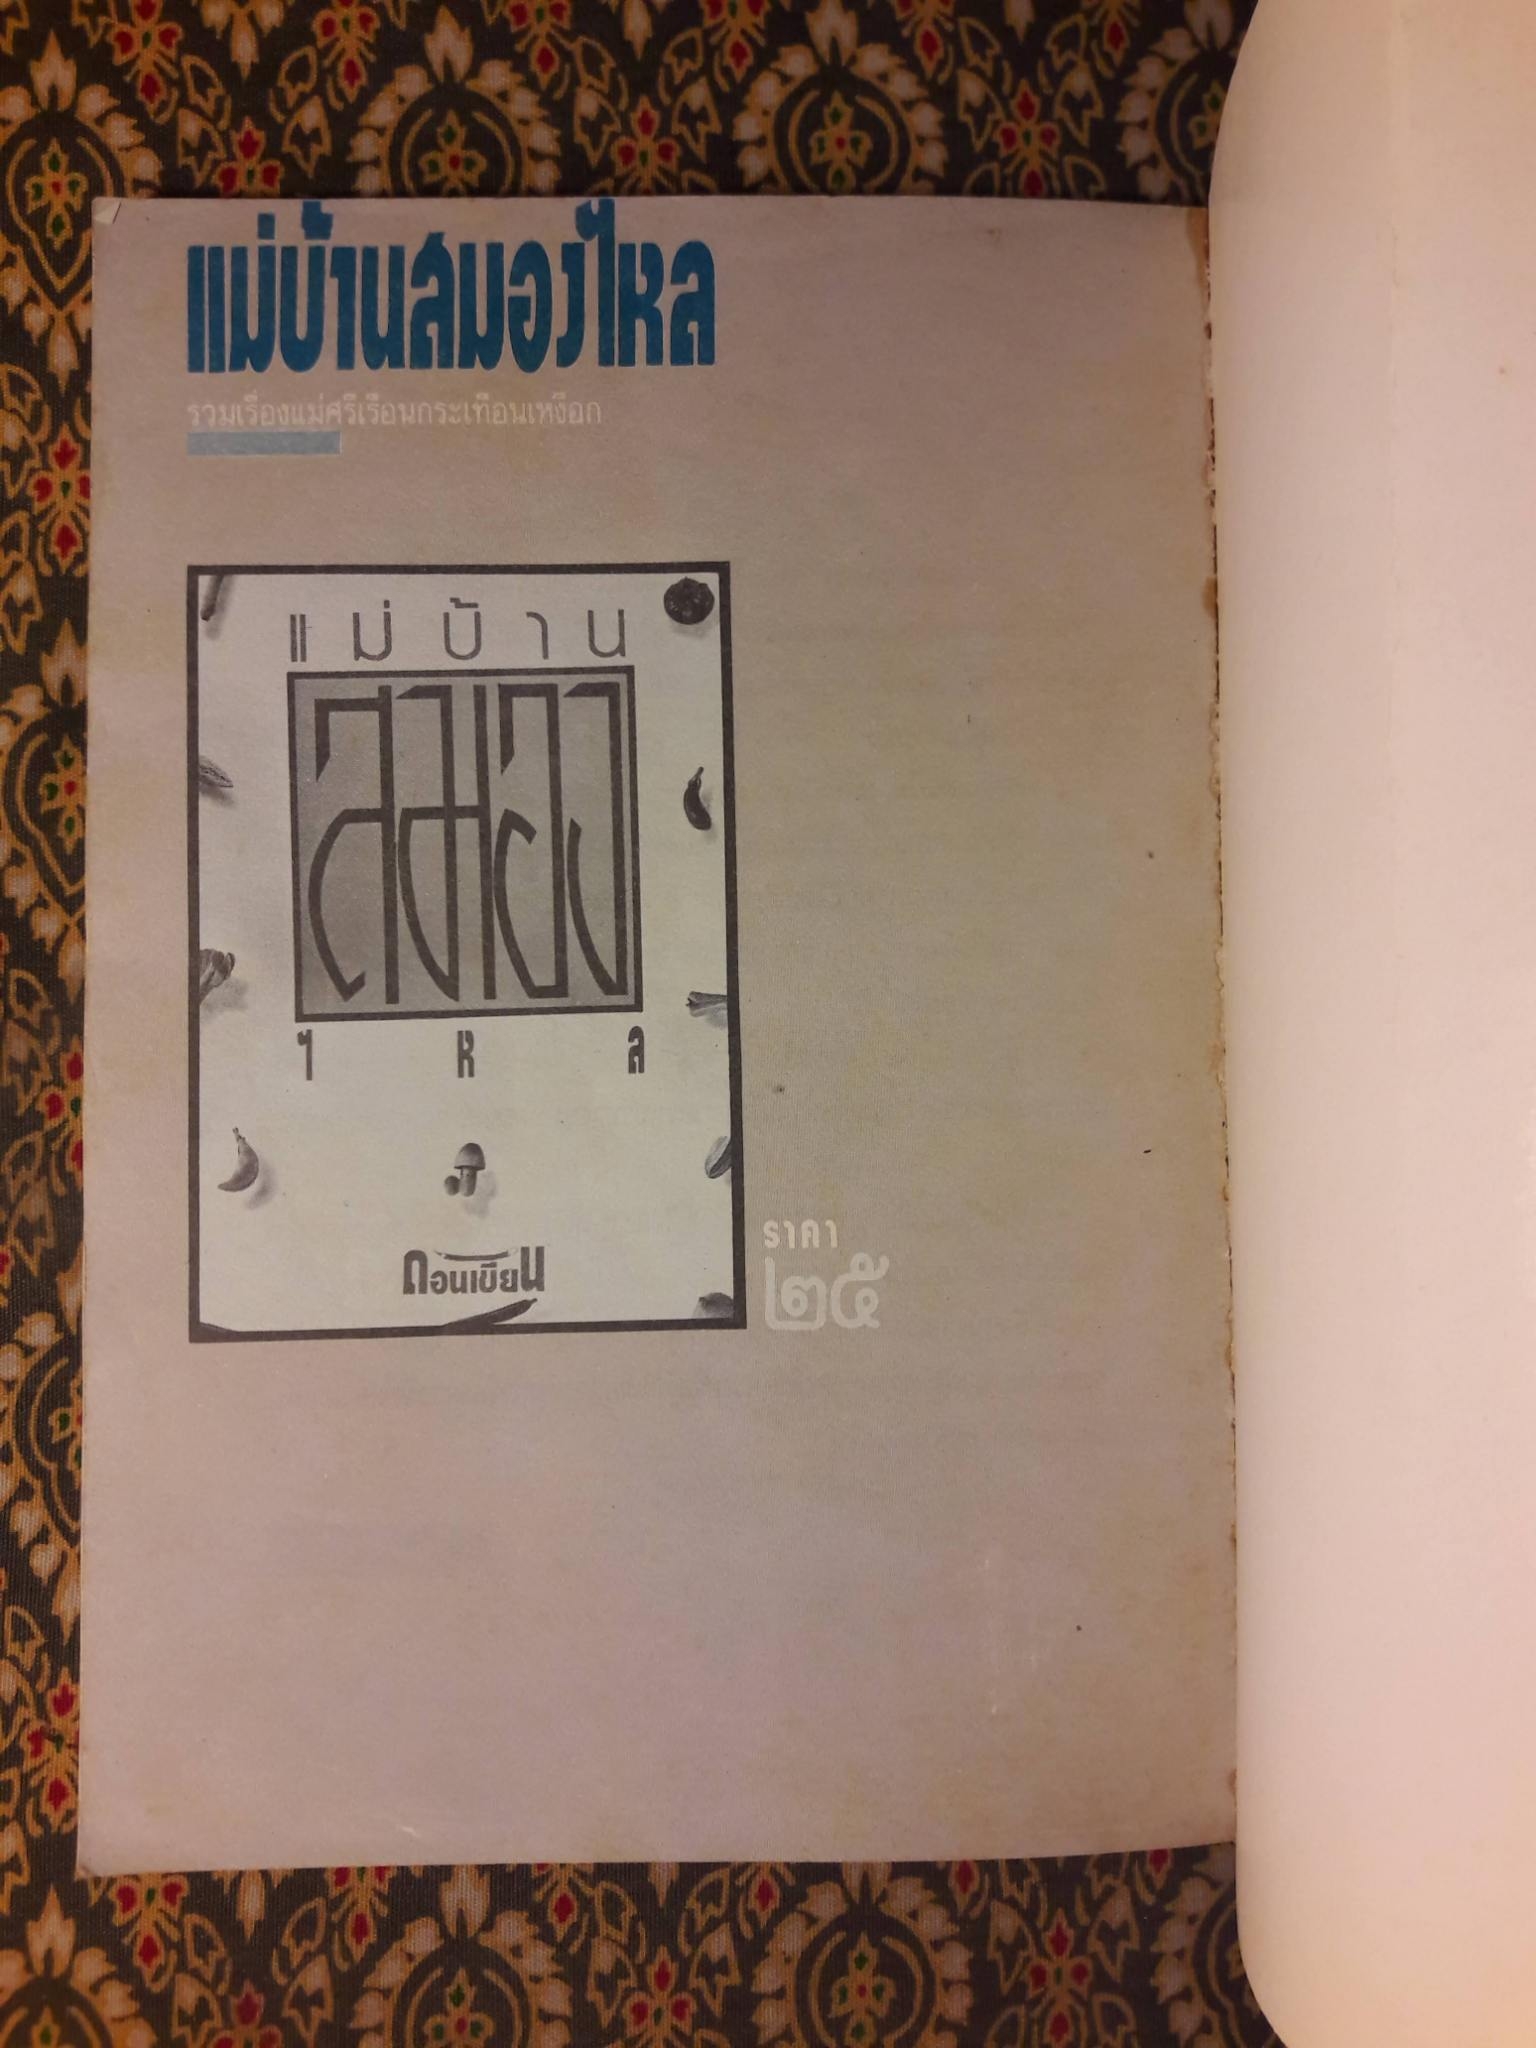 แม่บ้านสมองไหล
รวมเรื่องแม่ศรีเรือนกระเทือนเหงือก
แม่บ้าน
สมอง
ไหล
ดอนเขียน
ราคา
๒๕